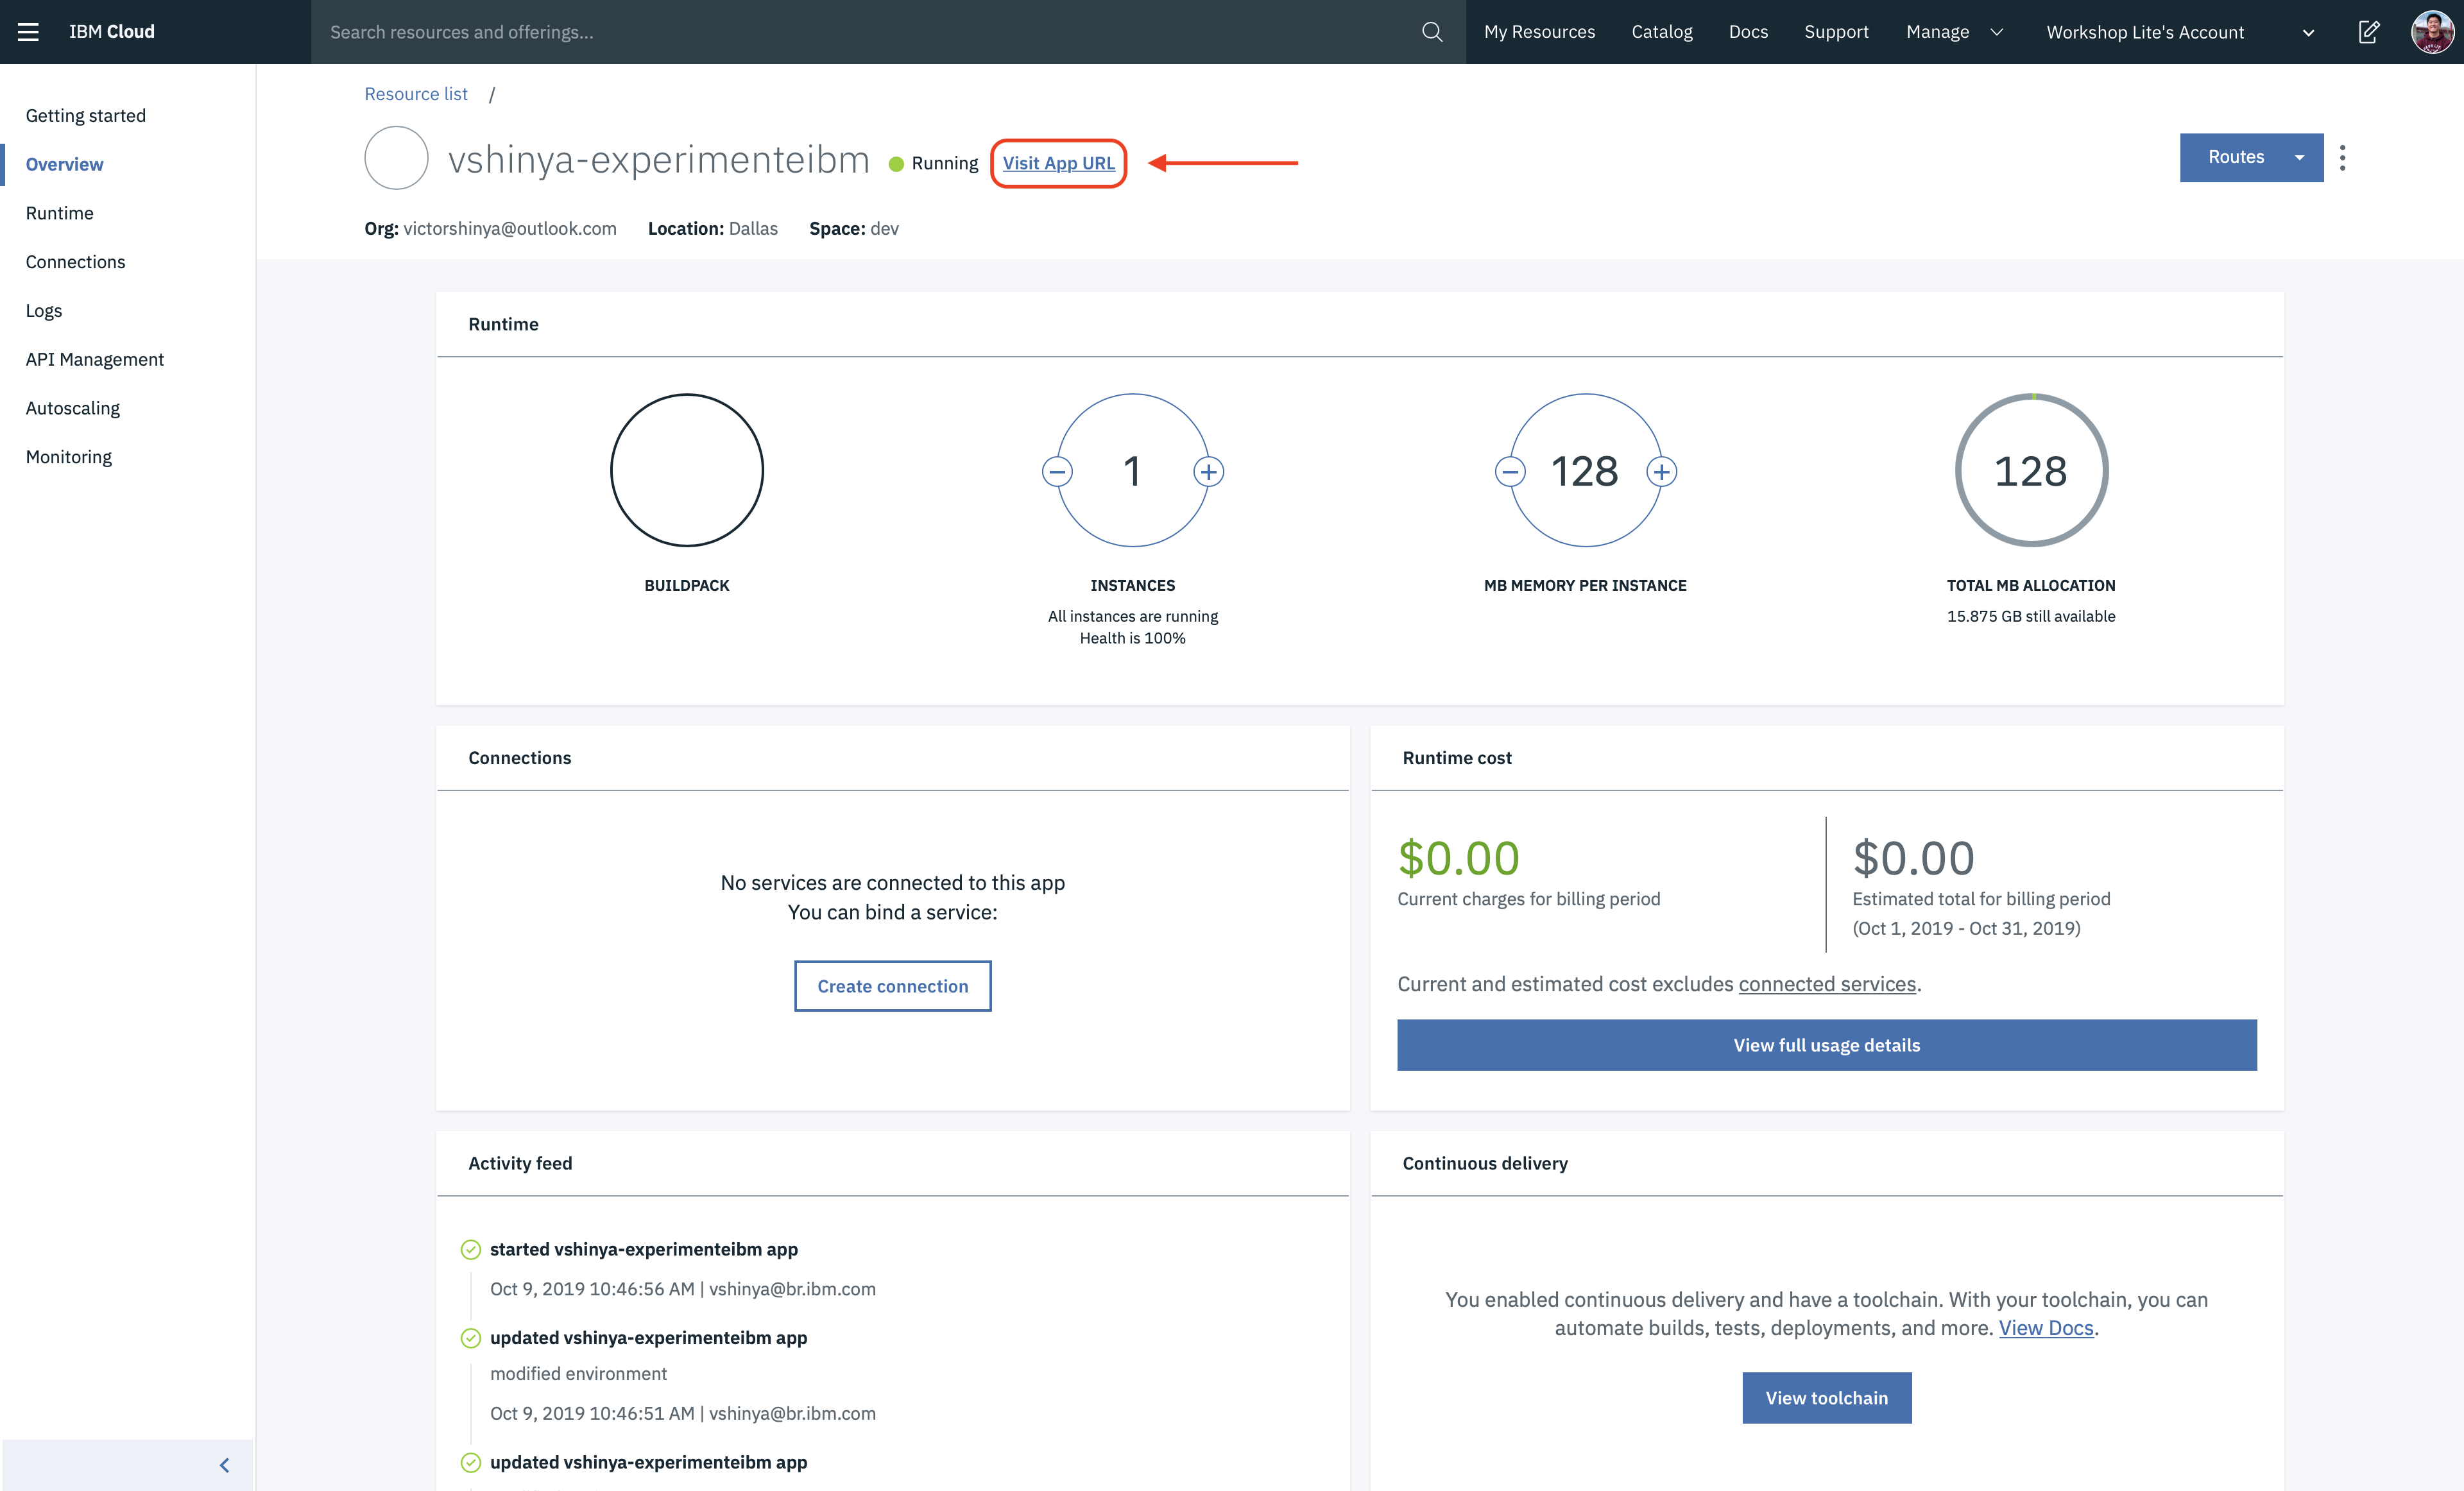 IBM Cloud
Search resources and offerings...
My Resources
Catalog
Docs
Support
Manage
Workshop Lite's Account
Getting started
Overview
Runtime
Connections
Logs
API Management
Autoscaling
Monitoring
Resource list /
vshinya-experimenteibm
Running
Visit App URL
Routes
Org: victorshinya@outlook.com Location: Dallas Space: dev
Runtime
1
128
128
BUILDPACK
INSTANCES
All instances are running
Health is 100%
MB MEMORY PER INSTANCE
TOTAL MB ALLOCATION
15.875 GB still available
Connections
No services are connected to this app
You can bind a service:
Create connection
Runtime cost
$0.00
Current charges for billing period
$0.00
Estimated total for billing period
(Oct 1, 2019 - Oct 31, 2019)
Current and estimated cost excludes connected services.
View full usage details
Activity feed
started vshinya-experimenteibm app
Oct 9, 2019 10:46:56 AM | vshinya@br.ibm.com
updated vshinya-experimenteibm app
modified environment
Oct 9, 2019 10:46:51 AM | vshinya@br.ibm.com
updated vshinya-experimenteibm app
Continuous delivery
You enabled continuous delivery and have a toolchain. With your toolchain, you can
automate builds, tests, deployments, and more. View Docs.
View toolchain